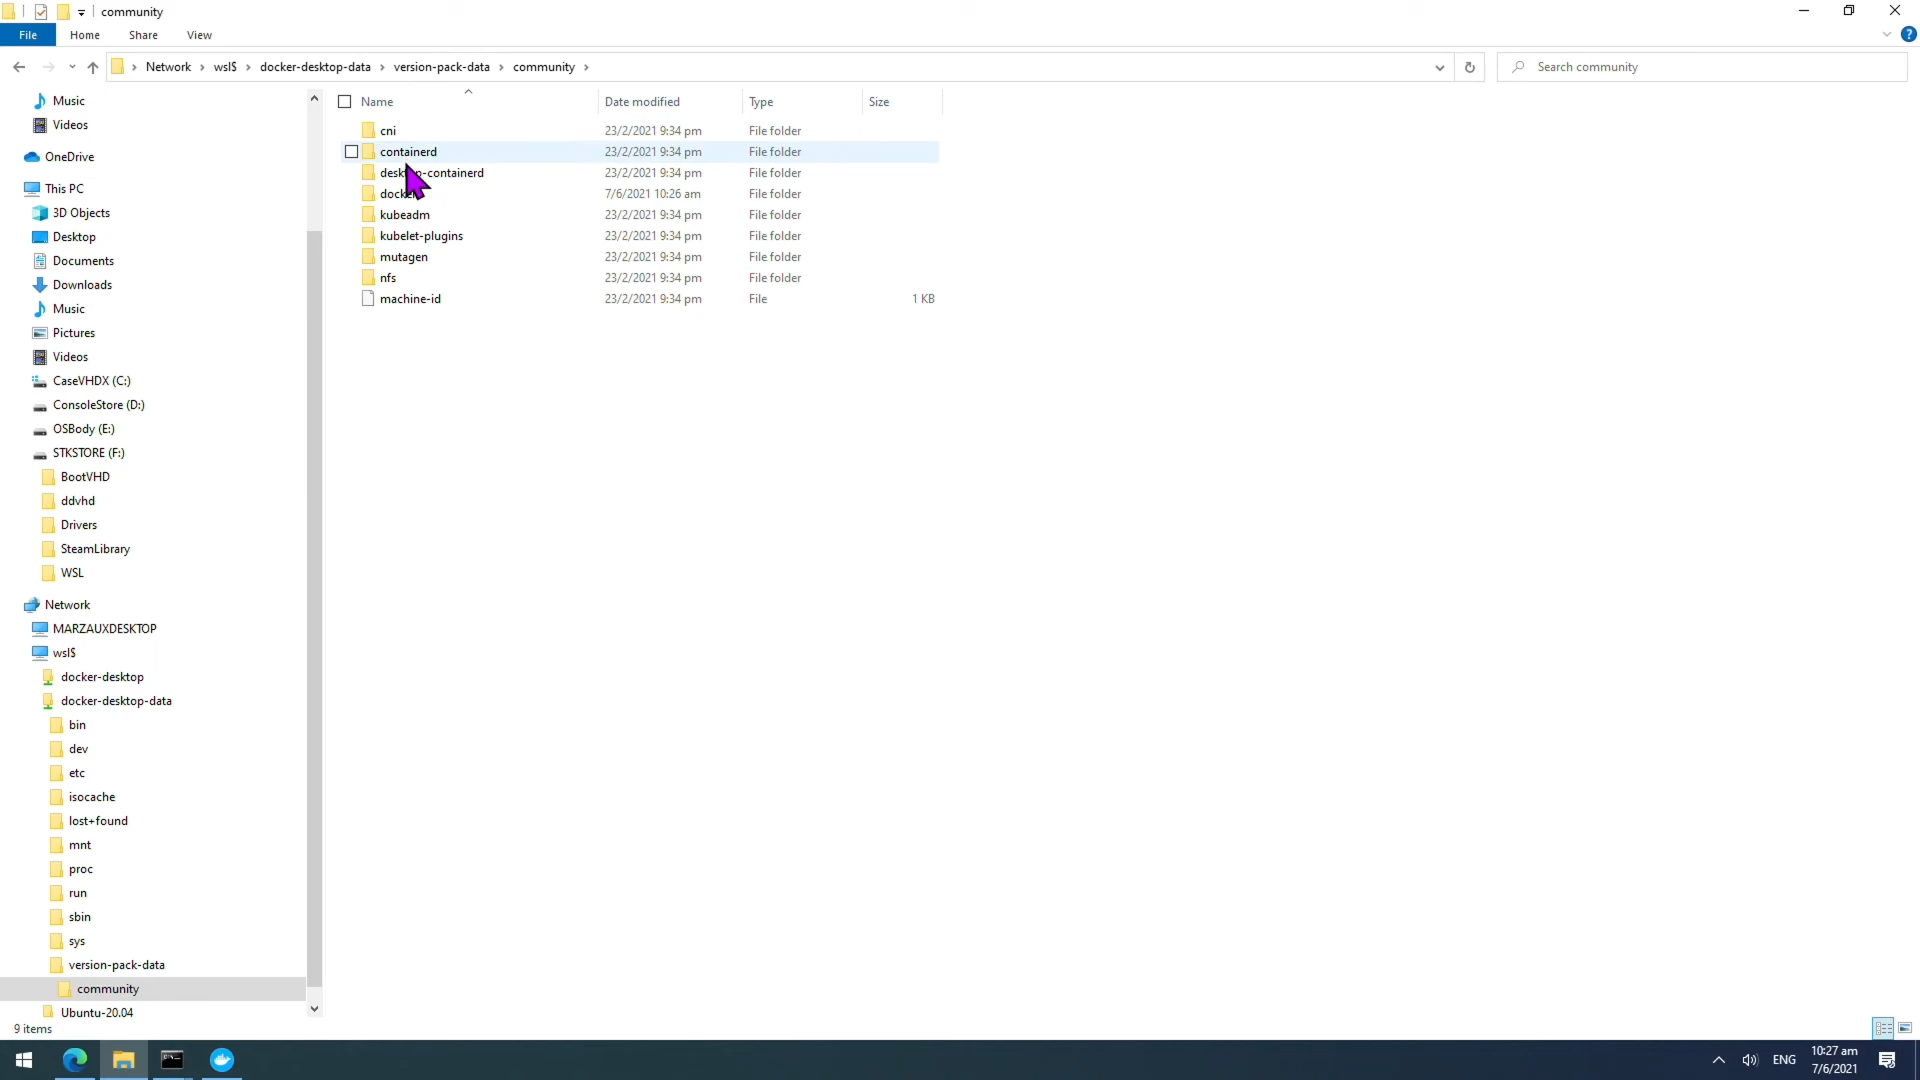 community
File Home Share View
Network wsl$ docker-desktop-data version-pack-data community
Search community
Music
Videos
OneDrive
This PC
3D Objects
Desktop
Documents
Downloads
Music
Pictures
Videos
CaseVHDX (C:)
ConsoleStore (D:)
OSBody (E:)
STKSTORE (F:)
BootVHD
ddvhd
Drivers
SteamLibrary
WSL
Network
MARZAUXDESKTOP
wsl$
docker-desktop
docker-desktop-data
bin
dev
etc
isocache
lost+found
mnt
proc
run
sbin
sys
version-pack-data
community
Ubuntu-20.04
Name Date modified Type Size
cni 23/2/2021 9:34 pm File folder
containerd 23/2/2021 9:34 pm File folder
desktop-containerd 23/2/2021 9:34 pm File folder
docker 7/6/2021 10:26 am File folder
kubeadm 23/2/2021 9:34 pm File folder
kubelet-plugins 23/2/2021 9:34 pm File folder
mutagen 23/2/2021 9:34 pm File folder
nfs 23/2/2021 9:34 pm File folder
machine-id 23/2/2021 9:34 pm File 1 KB
9 items
ENG
10:27 am
7/6/2021